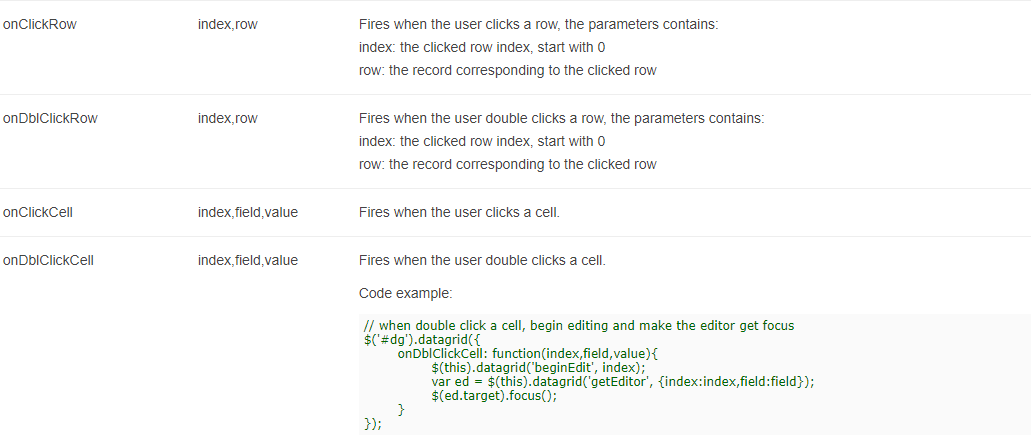 onClickRow index,row Fires when the user clicks a row, the parameters contains:
index: the clicked row index, start with 0
row: the record corresponding to the clicked row
onDblClickRow index,row Fires when the user double clicks a row, the parameters contains:
index: the clicked row index, start with 0
row: the record corresponding to the clicked row
onClickCell index,field,value Fires when the user clicks a cell.
onDblClickCell index,field,value Fires when the user double clicks a cell.
Code example:
// when double click a cell, begin editing and make the editor get focus
$('#dg').datagrid({
onDblClickCell: function(index,field,value){
$(this).datagrid('beginEdit', index);
var ed = $(this).datagrid('getEditor', {index:index,field:field});
$(ed.target).focus();
}
});